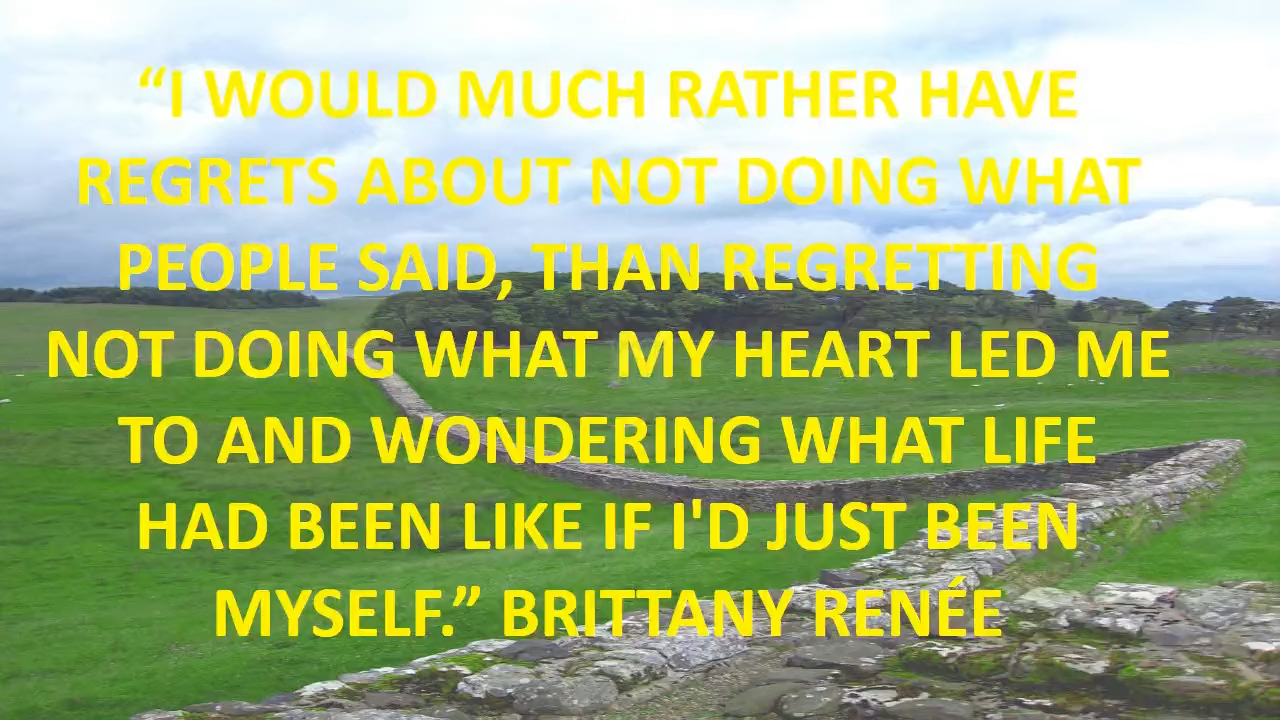 “I WOULD MUCH RATHER HAVE
REGRETS ABOUT NOT DOING WHAT
PEOPLE SAID, THAN REGRETTING
NOT DOING WHAT MY HEART LED ME
TO AND WONDERING WHAT LIFE
HAD BEEN LIKE IF I'D JUST BEEN
MYSELF.” BRITTANY RENÉE